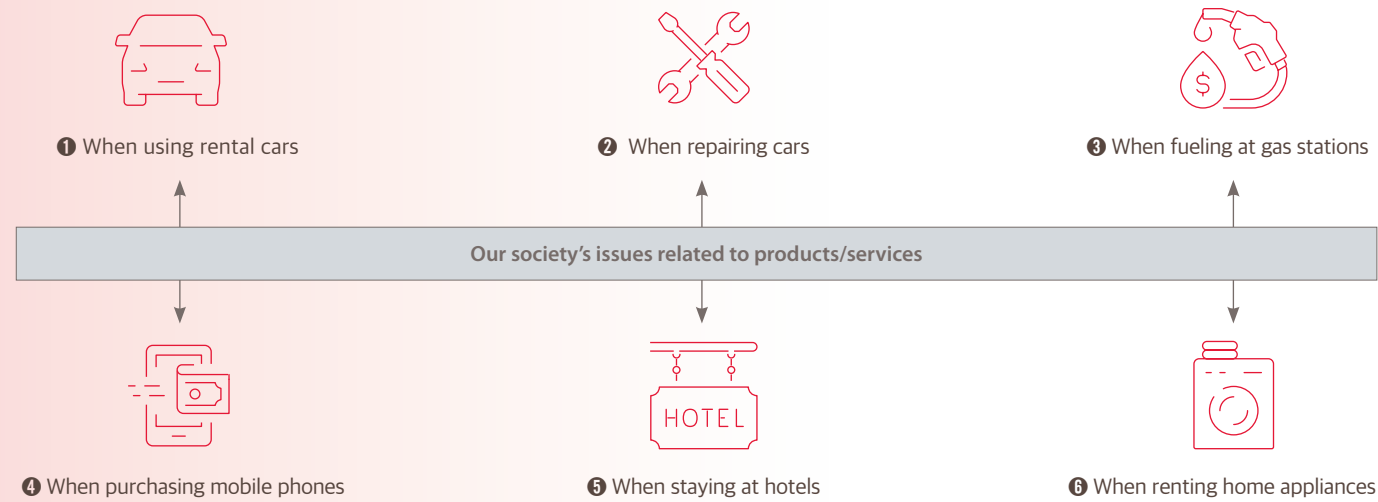 $
❶ When using rental cars
❷ When repairing cars
❸ When fueling at gas stations
Our society's issues related to products/services
HOTEL
❹ When purchasing mobile phones
❺ When staying at hotels
❻ When renting home appliances